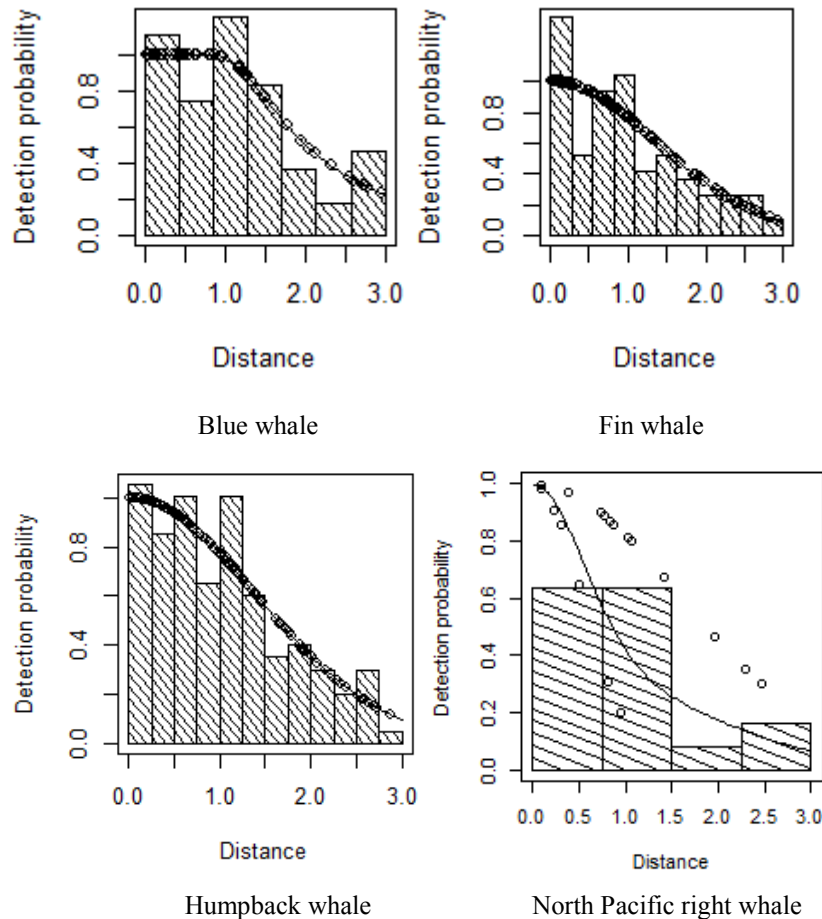 Detection probability
0.0 0.4 0.8
0.0 1.0 2.0 3.0
Distance
Blue whale
Detection probability
0.0 0.4 0.8
0.0 1.0 2.0 3.0
Distance
Fin whale
Detection probability
0.0 0.4 0.8
0.0 1.0 2.0 3.0
Distance
Humpback whale
Detection probability
0.0 0.2 0.4 0.6 0.8 1.0
0.0 0.5 1.0 1.5 2.0 2.5 3.0
Distance
North Pacific right whale